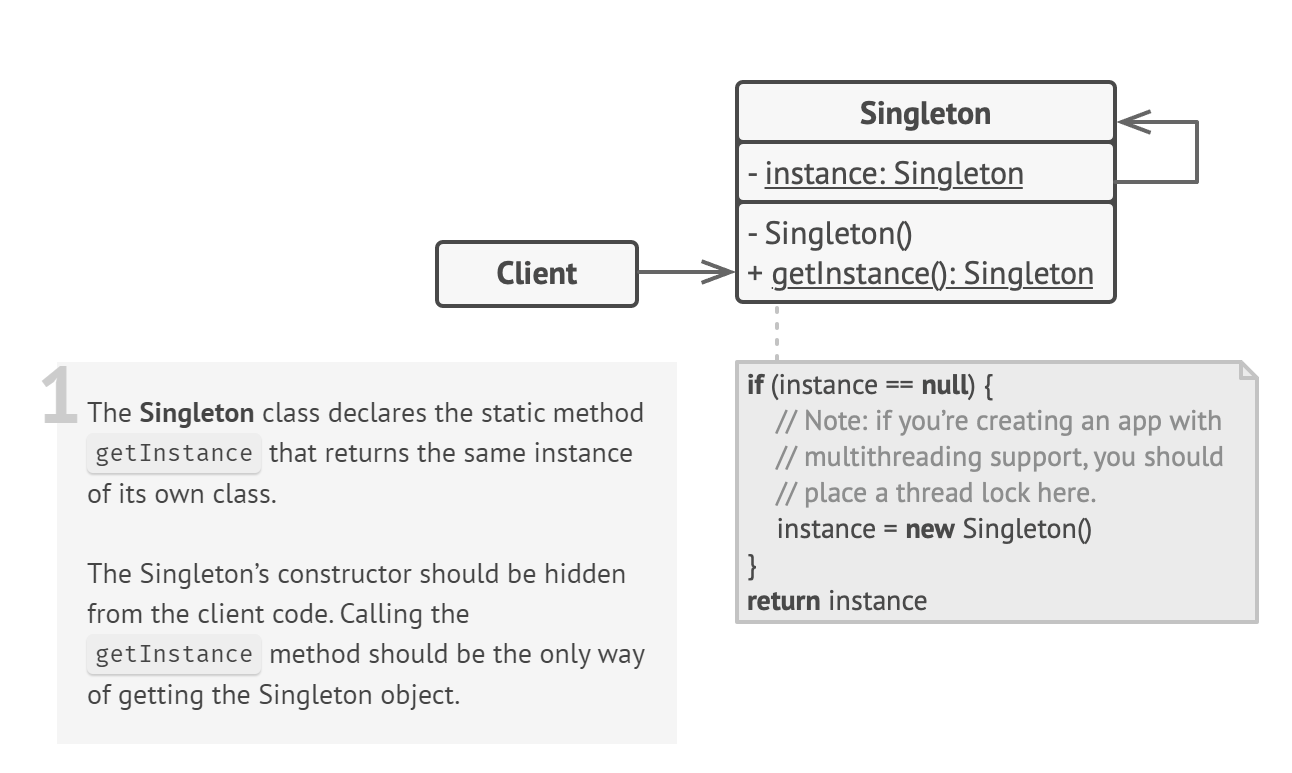 Singleton
- instance: Singleton
- Singleton()
+ getInstance(): Singleton
Client
1
The Singleton class declares the static method
getInstance that returns the same instance
of its own class.
The Singleton’s constructor should be hidden
from the client code. Calling the
getInstance method should be the only way
of getting the Singleton object.
if (instance == null) {
// Note: if you’re creating an app with
// multithreading support, you should
// place a thread lock here.
instance = new Singleton()
}
return instance